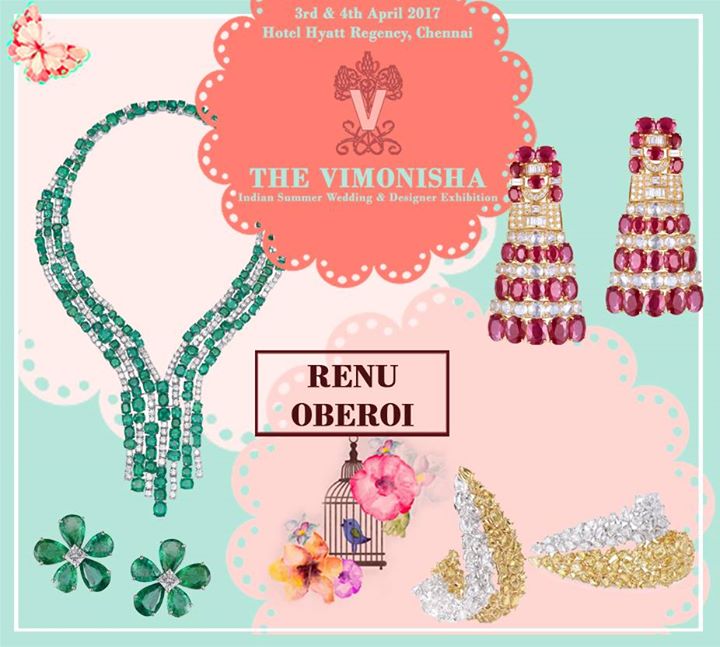 3rd & 4th April 2017
Hotel Hyatt Regency, Chennai
V
THE VIMONISHA
Indian Summer Wedding & Designer Exhibition
RENU
OBEROI